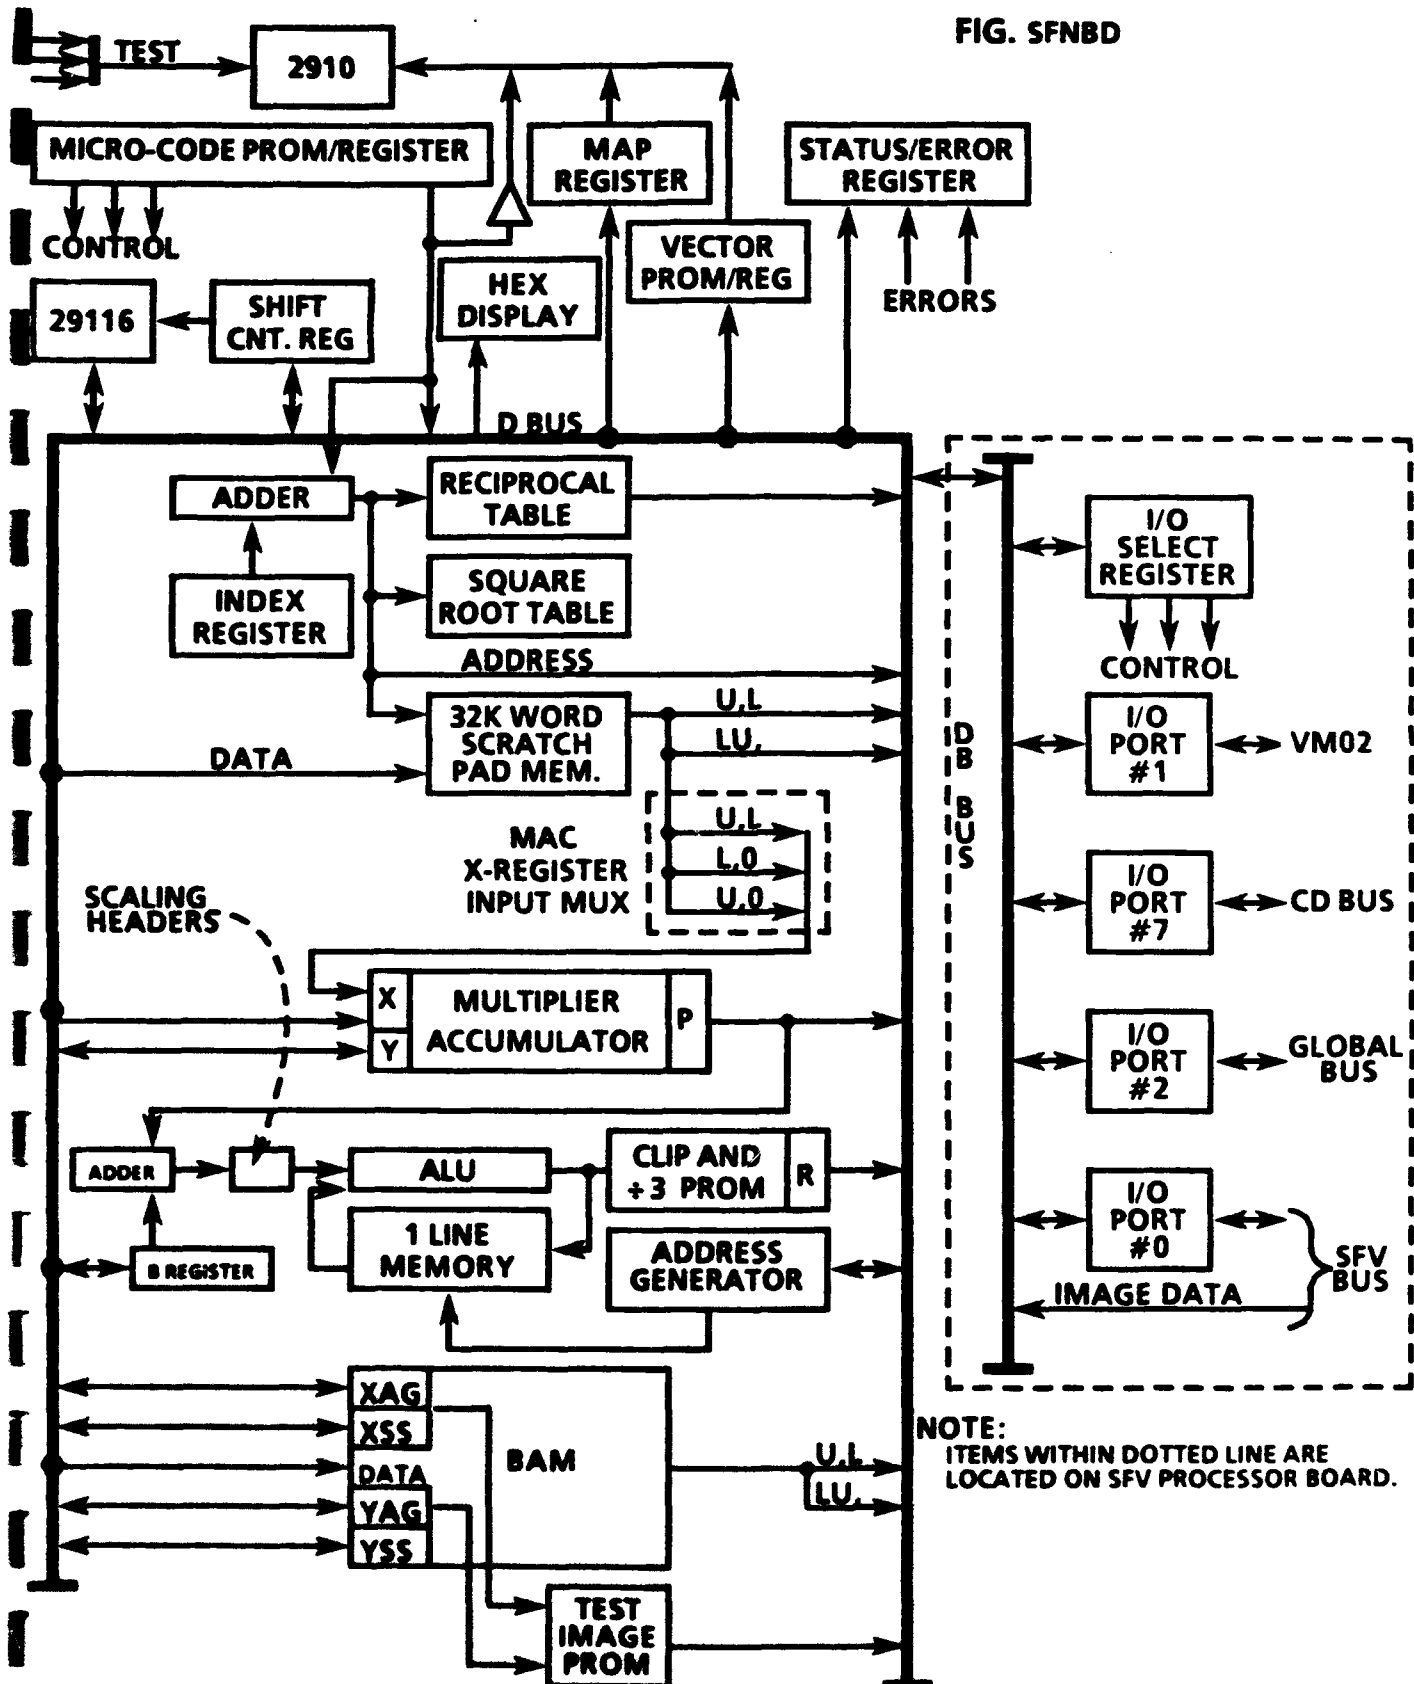 FIG. SFNBD
TEST
2910
MICRO-CODE PROM/REGISTER
MAP
REGISTER
STATUS/ERROR
REGISTER
CONTROL
VECTOR
PROM/REG
ERRORS
29116
SHIFT
CNT. REG
HEX
DISPLAY
D BUS
ADDER
RECIPROCAL
TABLE
INDEX
REGISTER
SQUARE
ROOT TABLE
ADDRESS
32K WORD
SCRATCH
PAD MEM.
U,L
LU,
DATA
MAC
X-REGISTER
INPUT MUX
U,L
L,0
U,0
SCALING
HEADERS
X
Y
MULTIPLIER
ACCUMULATOR
P
ADDER
ALU
CLIP AND
÷3 PROM
R
B REGISTER
1 LINE
MEMORY
ADDRESS
GENERATOR
XAG
XSS
DATA
YAG
YSS
BAM
U,L
LU,
TEST
IMAGE
PROM
DB BUS
I/O
SELECT
REGISTER
CONTROL
I/O
PORT
#1
VM02
I/O
PORT
#7
CD BUS
I/O
PORT
#2
GLOBAL
BUS
I/O
PORT
#0
SFV
BUS
IMAGE DATA
NOTE:
ITEMS WITHIN DOTTED LINE ARE
LOCATED ON SFV PROCESSOR BOARD.